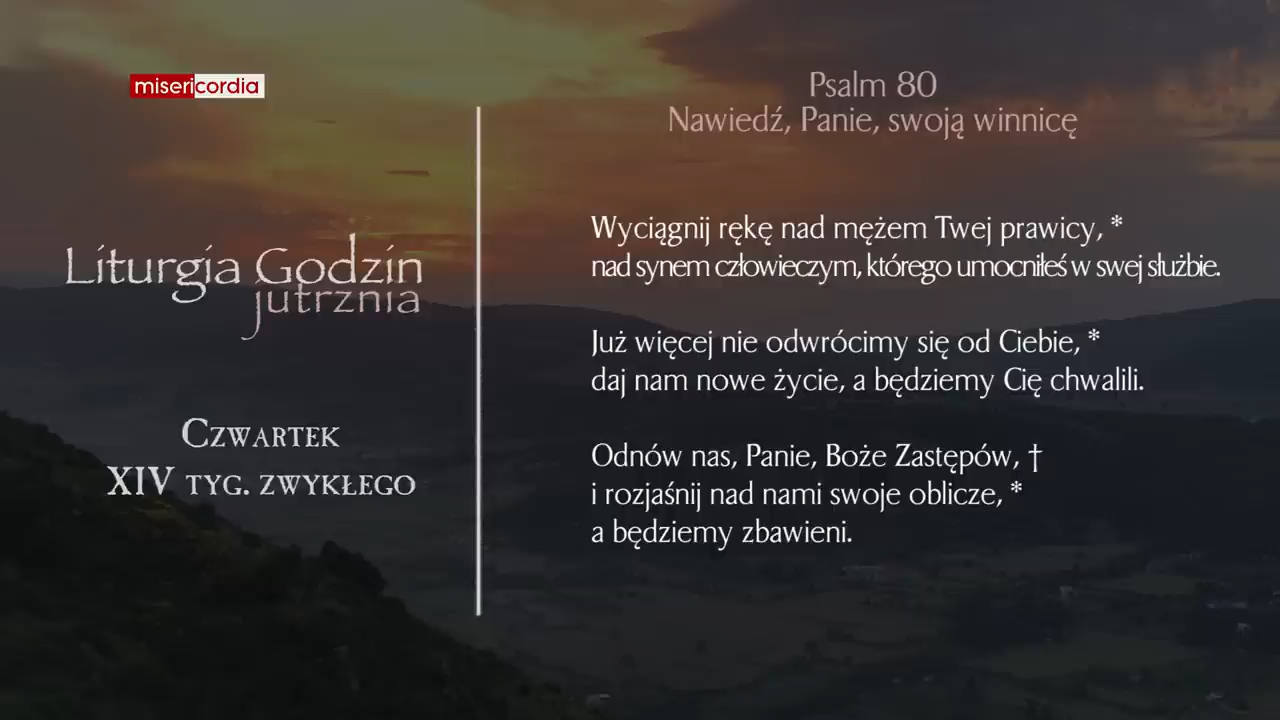 misericordia
Liturgia Godzin
jutrznia
Czwartek
XIV tyg. zwykłego
Psalm 80
Nawiedź, Panie, swoją winnicę
Wyciągnij rękę nad mężem Twej prawicy, *
nad synem człowieczym, którego umocniłeś w swej służbie.
Już więcej nie odwrócimy się od Ciebie, *
daj nam nowe życie, a będziemy Cię chwalili.
Odnów nas, Panie, Boże Zastępów, †
i rozjaśnij nad nami swoje oblicze, *
a będziemy zbawieni.